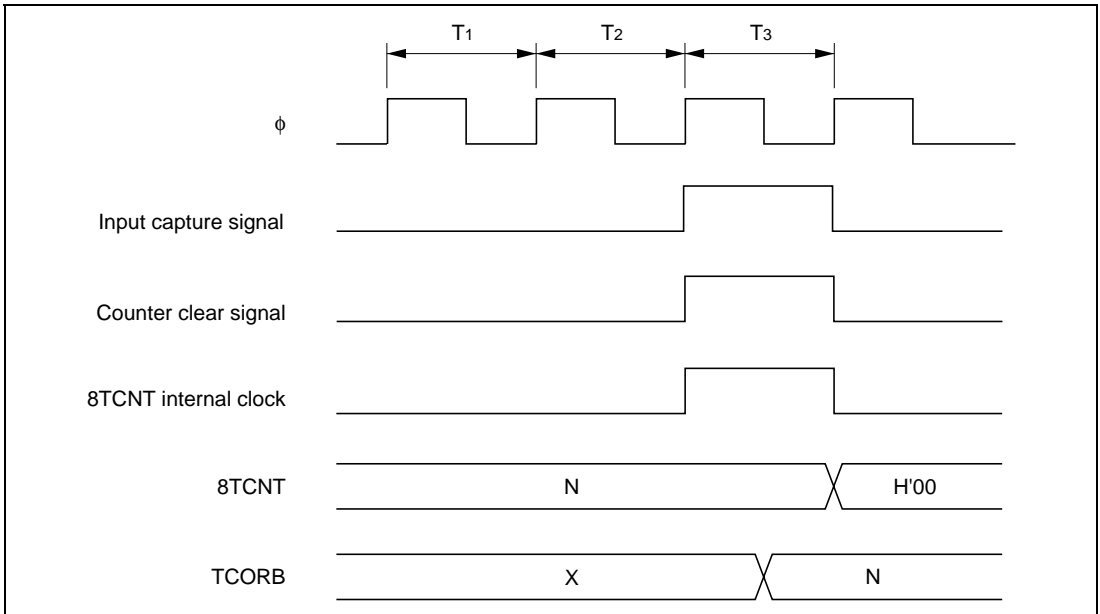 T1 T2 T3
φ
Input capture signal
Counter clear signal
8TCNT internal clock
8TCNT N H'00
TCORB X N